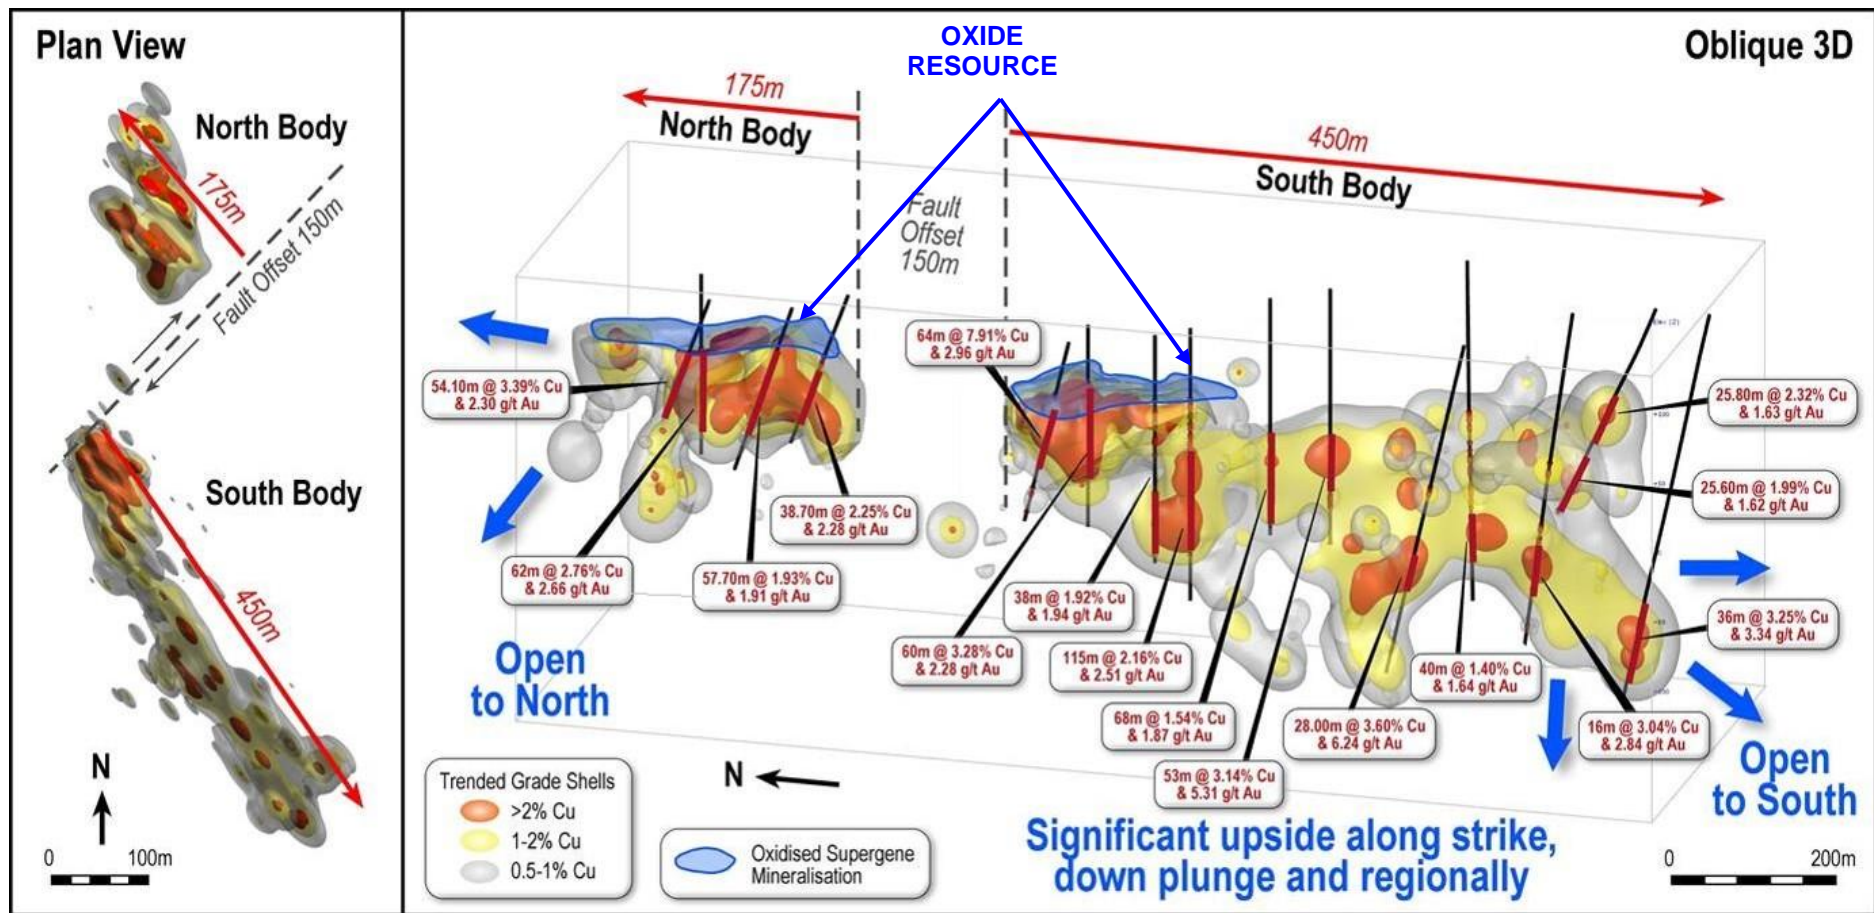 Plan View
North Body
175m
Fault Offset 150m
South Body
450m
N
0
100m
OXIDE
RESOURCE
Oblique 3D
175m
North Body
450m
South Body
Fault
Offset
150m
64m @ 7.91% Cu
& 2.96 g/t Au
54.10m @ 3.39% Cu
& 2.30 g/t Au
25.80m @ 2.32% Cu
& 1.63 g/t Au
25.60m @ 1.99% Cu
& 1.62 g/t Au
38.70m @ 2.25% Cu
& 2.28 g/t Au
62m @ 2.76% Cu
& 2.66 g/t Au
57.70m @ 1.93% Cu
& 1.91 g/t Au
38m @ 1.92% Cu
& 1.94 g/t Au
36m @ 3.25% Cu
& 3.34 g/t Au
60m @ 3.28% Cu
& 2.28 g/t Au
115m @ 2.16% Cu
& 2.51 g/t Au
40m @ 1.40% Cu
& 1.64 g/t Au
68m @ 1.54% Cu
& 1.87 g/t Au
28.00m @ 3.60% Cu
& 6.24 g/t Au
16m @ 3.04% Cu
& 2.84 g/t Au
53m @ 3.14% Cu
& 5.31 g/t Au
Open
to North
Open
to South
N
Trended Grade Shells
>2% Cu
1-2% Cu
0.5-1% Cu
Oxidised Supergene
Mineralisation
Significant upside along strike,
down plunge and regionally
0
200m